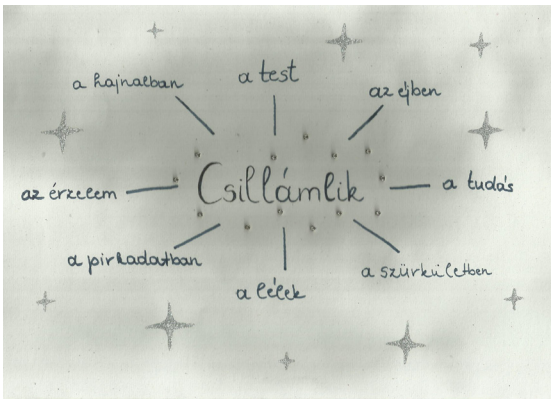 a hajnalban
a test
az éjben
az érzelem
Csillámlik
a tudás
a pirkadatban
a lélek
a szürkületben